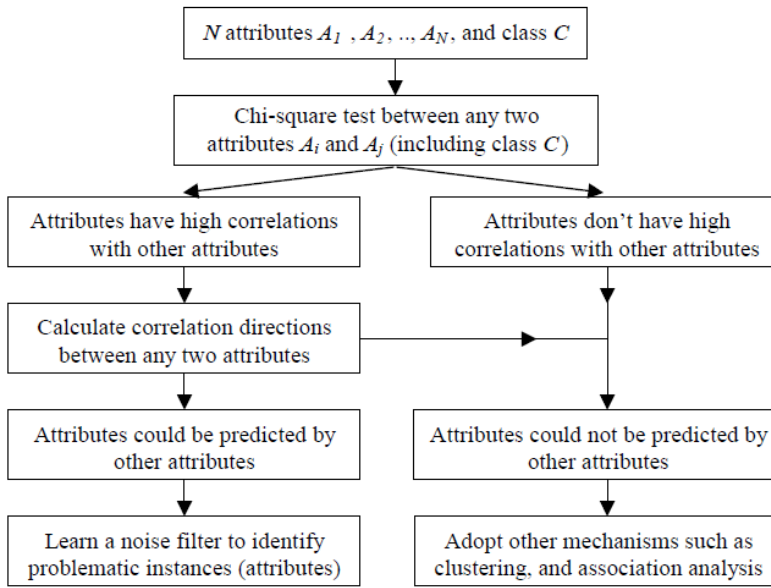 N attributes A1 , A2, .., AN, and class C
Chi-square test between any two
attributes Ai and Aj (including class C)
Attributes have high correlations
with other attributes
Attributes don't have high
correlations with other attributes
Calculate correlation directions
between any two attributes
Attributes could be predicted by
other attributes
Attributes could not be predicted by
other attributes
Learn a noise filter to identify
problematic instances (attributes)
Adopt other mechanisms such as
clustering, and association analysis